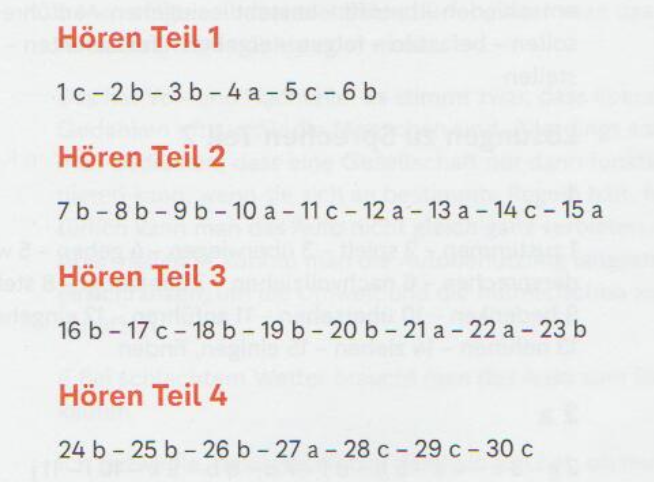 Hören Teil 1
1 c – 2 b – 3 b – 4 a – 5 c – 6 b
Hören Teil 2
7 b – 8 b – 9 b – 10 a – 11 c – 12 a – 13 a – 14 c – 15 a
Hören Teil 3
16 b – 17 c – 18 b – 19 b – 20 b – 21 a – 22 a – 23 b
Hören Teil 4
24 b – 25 b – 26 b – 27 a – 28 c – 29 c – 30 c